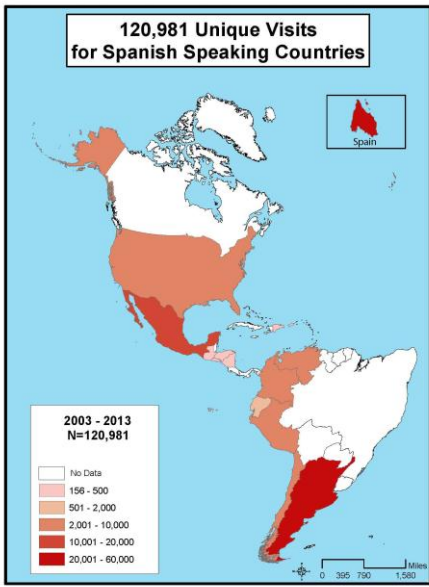 120,981 Unique Visits
for Spanish Speaking Countries
Spain
2003 - 2013
N=120,981
No Data
156 - 500
501 - 2,000
2,001 - 10,000
10,001 - 20,000
20,001 - 60,000
Miles
0 395 790 1,580